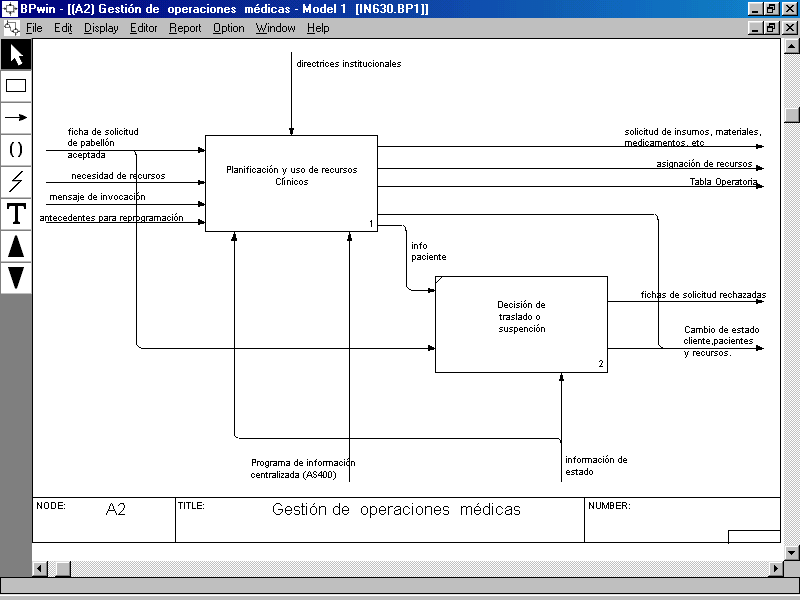 BPwin - [(A2) Gestión de operaciones médicas - Model 1 [IN630.BP1]]
File Edit Display Editor Report Option Window Help
directrices institucionales
ficha de solicitud
de pabellón
aceptada
necesidad de recursos
mensaje de invocación
antecedentes para reprogramación
Planificación y uso de recursos
Clínicos
1
solicitud de insumos, materiales,
medicamentos, etc
asignación de recursos
Tabla Operatoria
info
paciente
Decisión de
traslado o
suspención
2
fichas de solicitud rechazadas
Cambio de estado
cliente,pacientes
y recursos.
Programa de información
centralizada (AS400)
información de
estado
NODE: A2
TITLE: Gestión de operaciones médicas
NUMBER:
( )
T